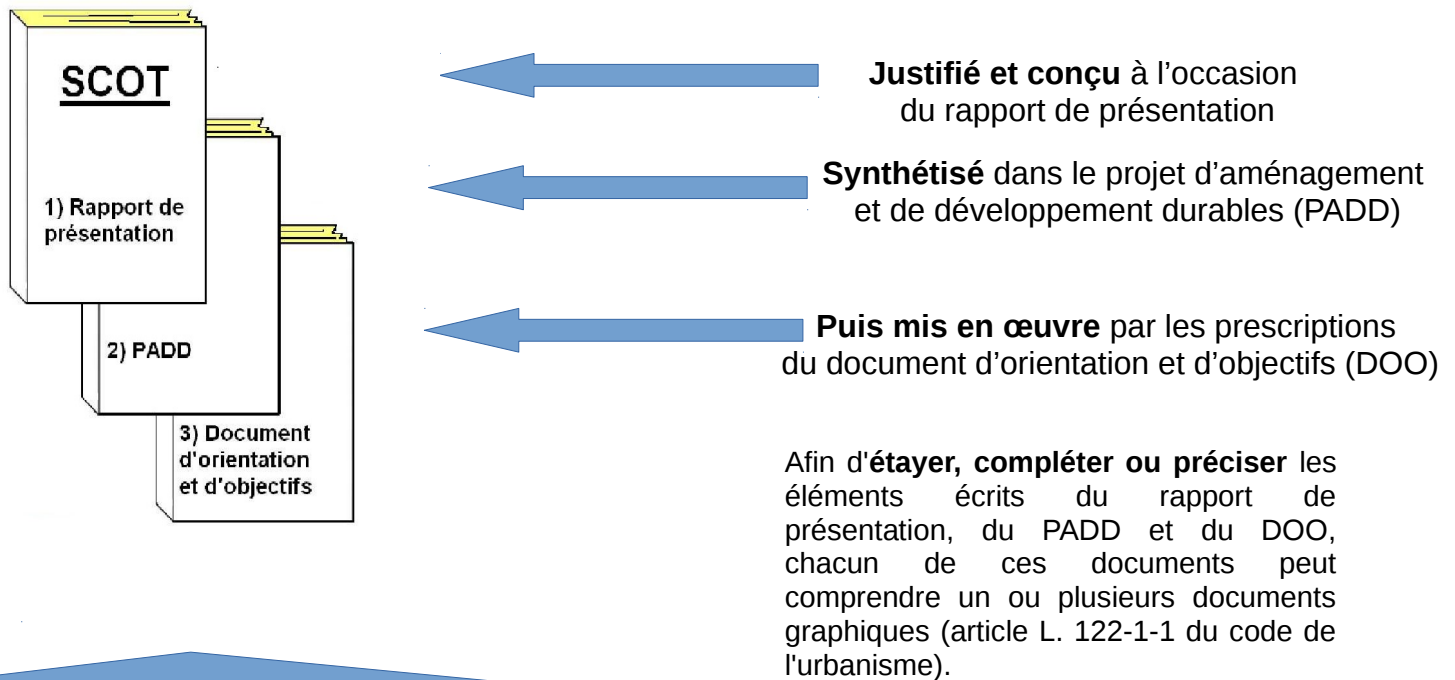 SCOT
1) Rapport de
présentation
2) PADD
3) Document
d'orientation
et d'objectifs
Justifié et conçu à l’occasion
du rapport de présentation
Synthétisé dans le projet d’aménagement
et de développement durables (PADD)
Puis mis en œuvre par les prescriptions
du document d’orientation et d’objectifs (DOO)
Afin d'étayer, compléter ou préciser les
éléments écrits du rapport de
présentation, du PADD et du DOO,
chacun de ces documents peut
comprendre un ou plusieurs documents
graphiques (article L. 122-1-1 du code de
l'urbanisme).